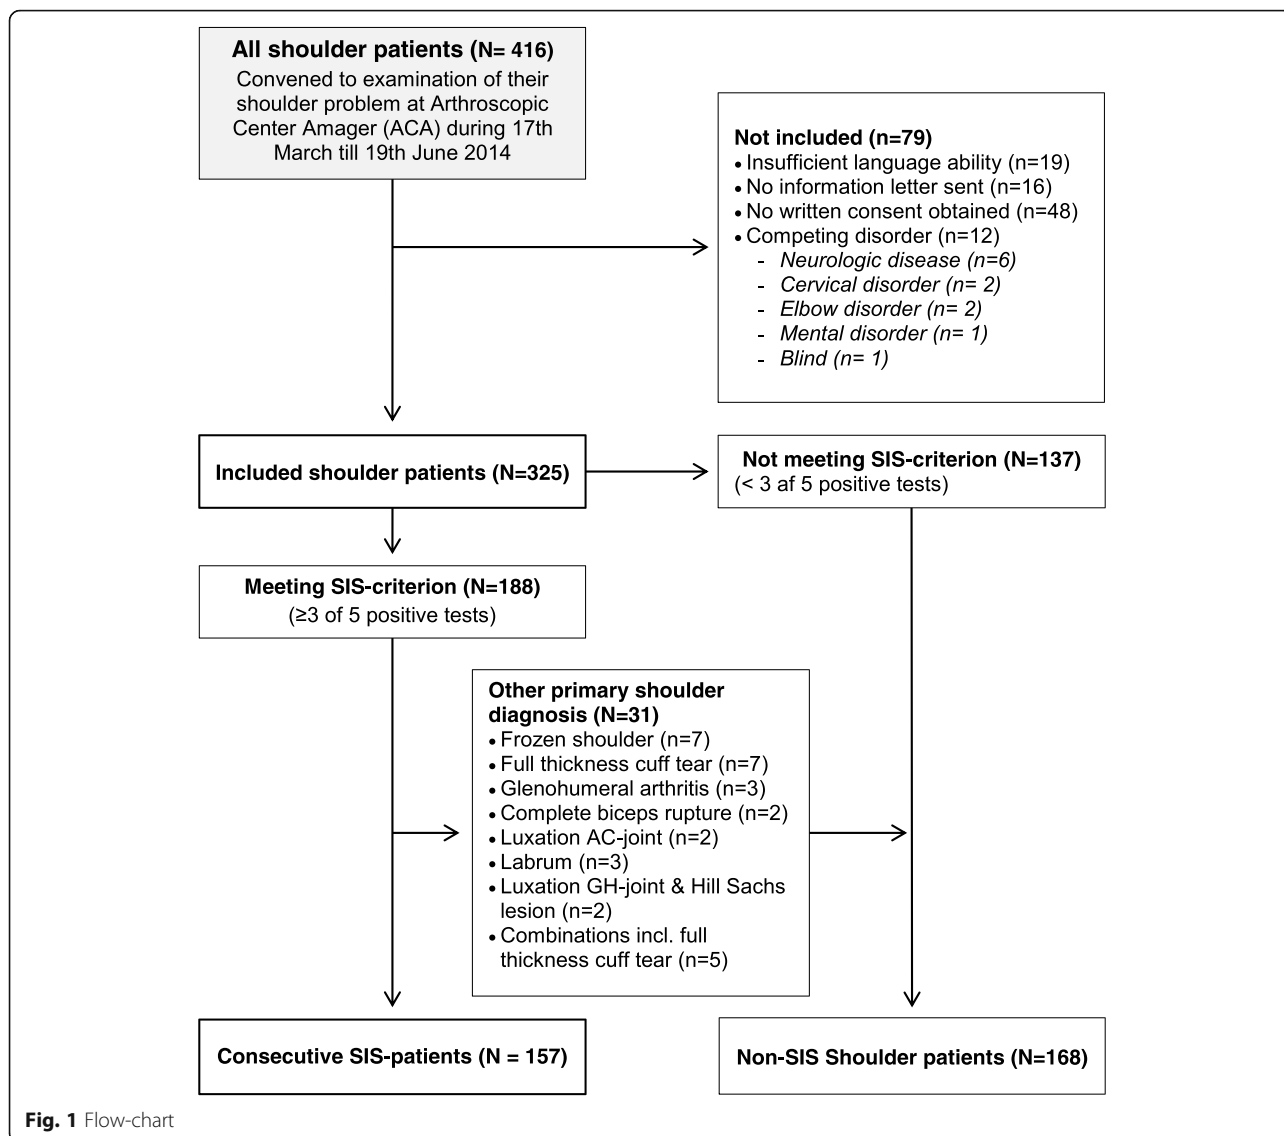 All shoulder patients (N= 416)
Convened to examination of their
shoulder problem at Arthroscopic
Center Amager (ACA) during 17th
March till 19th June 2014
Not included (n=79)
• Insufficient language ability (n=19)
• No information letter sent (n=16)
• No written consent obtained (n=48)
• Competing disorder (n=12)
- Neurologic disease (n=6)
- Cervical disorder (n= 2)
- Elbow disorder (n= 2)
- Mental disorder (n= 1)
- Blind (n= 1)
Included shoulder patients (N=325)
Not meeting SIS-criterion (N=137)
(< 3 af 5 positive tests)
Meeting SIS-criterion (N=188)
(≥3 of 5 positive tests)
Other primary shoulder
diagnosis (N=31)
• Frozen shoulder (n=7)
• Full thickness cuff tear (n=7)
• Glenohumeral arthritis (n=3)
• Complete biceps rupture (n=2)
• Luxation AC-joint (n=2)
• Labrum (n=3)
• Luxation GH-joint & Hill Sachs
lesion (n=2)
• Combinations incl. full
thickness cuff tear (n=5)
Consecutive SIS-patients (N = 157)
Non-SIS Shoulder patients (N=168)
Fig. 1 Flow-chart